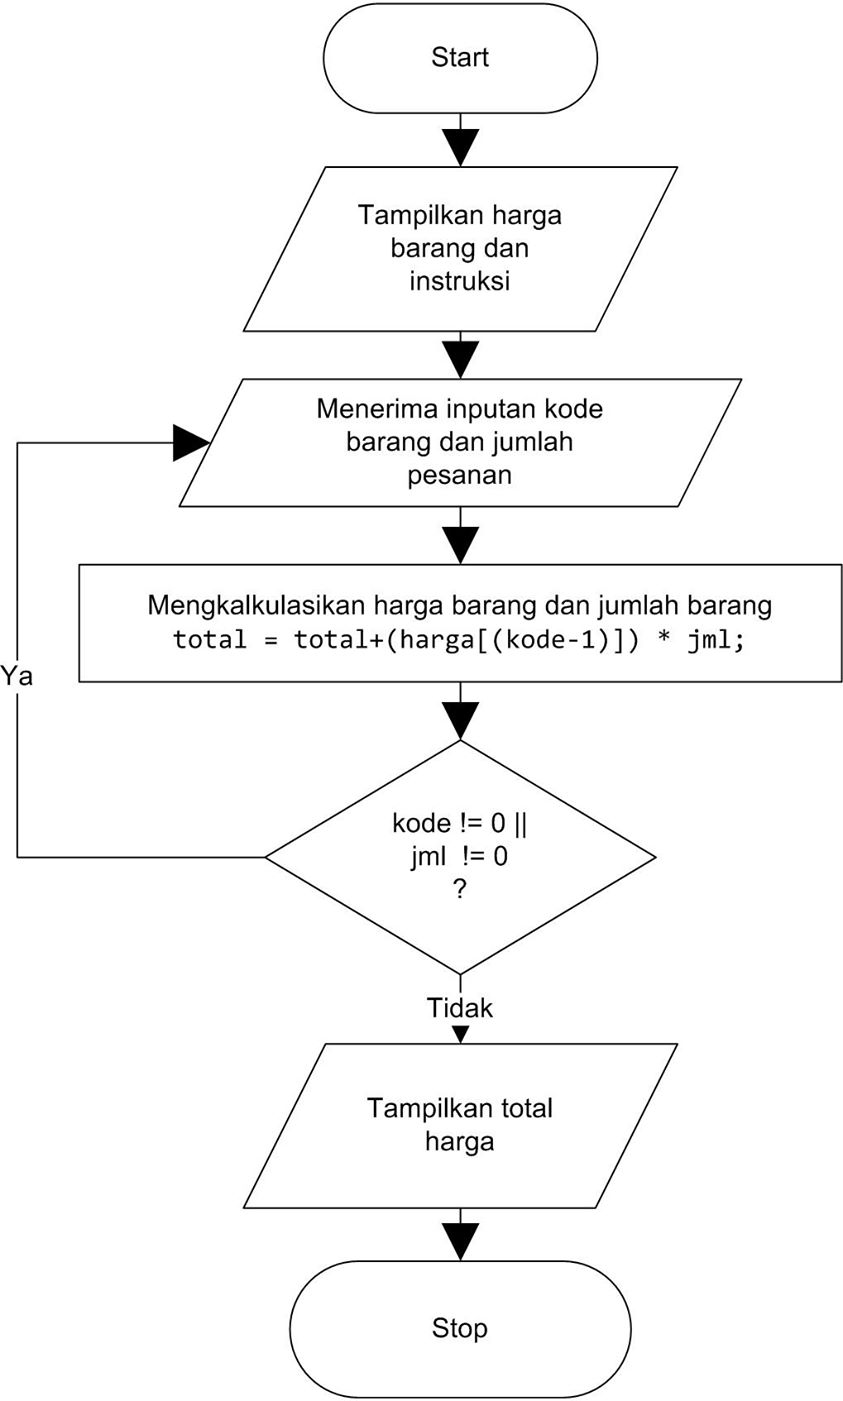 Start
Tampilkan harga
barang dan
instruksi
Menerima inputan kode
barang dan jumlah
pesanan
Mengkalkulasikan harga barang dan jumlah barang
total = total+(harga[(kode-1)]) * jml;
Ya
kode != 0 ||
jml  != 0
?
Tidak
Tampilkan total
harga
Stop